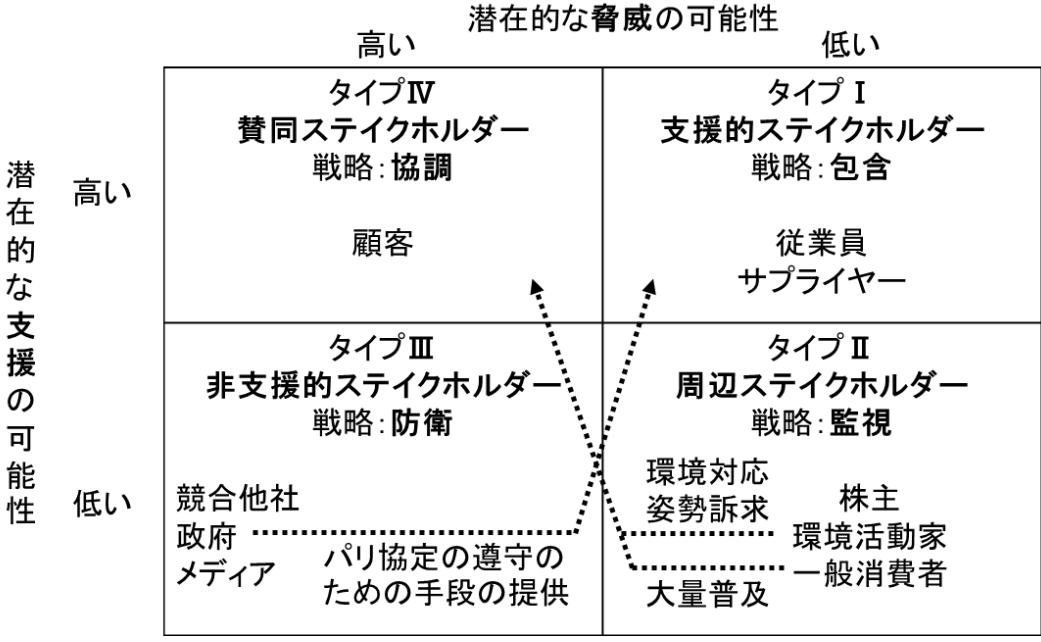 潜在的な脅威の可能性
高い
低い
潜在的な支援の可能性
高い
タイプⅣ
賛同ステイクホルダー
戦略:協調
顧客
タイプⅠ
支援的ステイクホルダー
戦略:包含
従業員
サプライヤー
低い
タイプⅢ
非支援的ステイクホルダー
戦略:防衛
競合他社
政府
メディア
パリ協定の遵守の
ための手段の提供
タイプⅡ
周辺ステイクホルダー
戦略:監視
環境対応
姿勢訴求
大量普及
株主
環境活動家
一般消費者